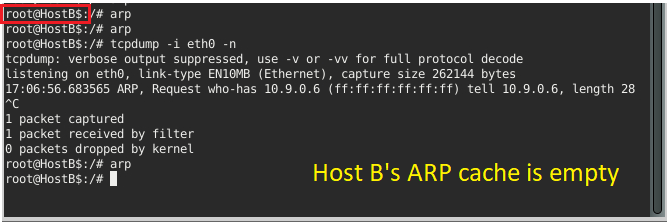 root@HostB$:/# arp
root@HostB$:/# arp
root@HostB$:/# tcpdump -i eth0 -n
tcpdump: verbose output suppressed, use -v or -vv for full protocol decode
listening on eth0, link-type EN10MB (Ethernet), capture size 262144 bytes
17:06:56.683565 ARP, Request who-has 10.9.0.6 (ff:ff:ff:ff:ff:ff) tell 10.9.0.6, length 28
^C
1 packet captured
1 packet received by filter
0 packets dropped by kernel
root@HostB$:/# arp
root@HostB$:/#
Host B's ARP cache is empty